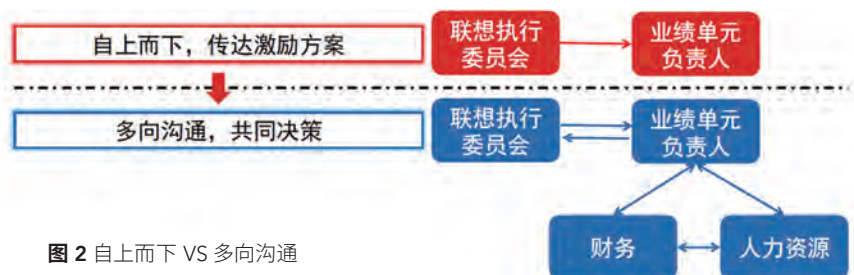 自上而下，传达激励方案
联想执行
委员会
业绩单元
负责人
多向沟通，共同决策
联想执行
委员会
业绩单元
负责人
财务
人力资源
图 2 自上而下 VS 多向沟通